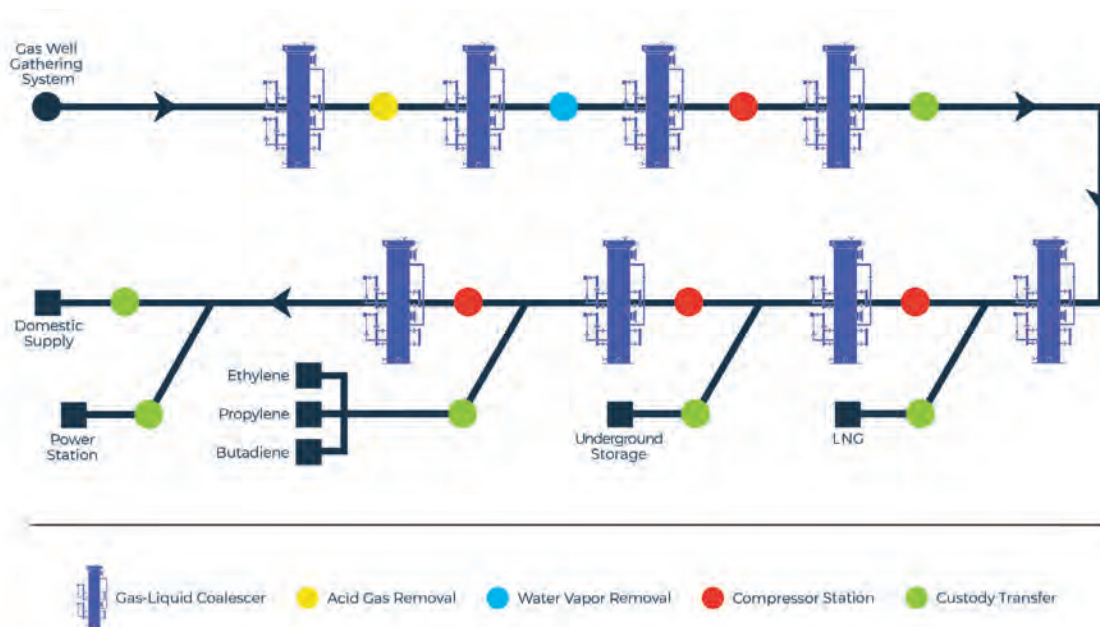 Gas Well
Gathering
System
Domestic
Supply
Power
Station
Ethylene
Propylene
Butadiene
Underground
Storage
LNG
Gas-Liquid Coalescer
Acid Gas Removal
Water Vapor Removal
Compressor Station
Custody Transfer